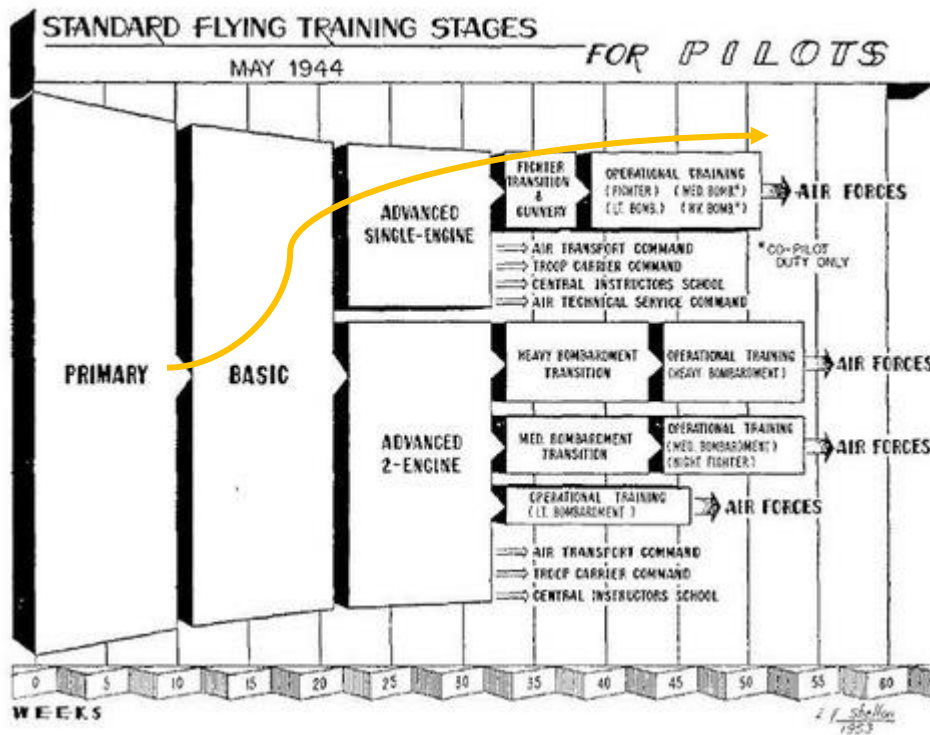 STANDARD FLYING TRAINING STAGES
FOR PILOTS
MAY 1944
PRIMARY
BASIC
ADVANCED
SINGLE-ENGINE
FIGHTER
TRANSITION
&
GUNNERY
OPERATIONAL TRAINING
(FIGHTER) (MED. BOMB.*)
(LT. BOMB.) (HV. BOMB.*)
AIR FORCES
*CO-PILOT
DUTY ONLY
AIR TRANSPORT COMMAND
TROOP CARRIER COMMAND
CENTRAL INSTRUCTORS SCHOOL
AIR TECHNICAL SERVICE COMMAND
ADVANCED
2-ENGINE
HEAVY BOMBARDMENT
TRANSITION
OPERATIONAL TRAINING
(HEAVY BOMBARDMENT)
AIR FORCES
MED. BOMBARDMENT
TRANSITION
OPERATIONAL TRAINING
(MED. BOMBARDMENT)
(NIGHT FIGHTER)
AIR FORCES
OPERATIONAL TRAINING
(LT. BOMBARDMENT)
AIR FORCES
AIR TRANSPORT COMMAND
TROOP CARRIER COMMAND
CENTRAL INSTRUCTORS SCHOOL
0 5 10 15 20 25 30 35 40 45 50 55 60
WEEKS
Shelton
1953